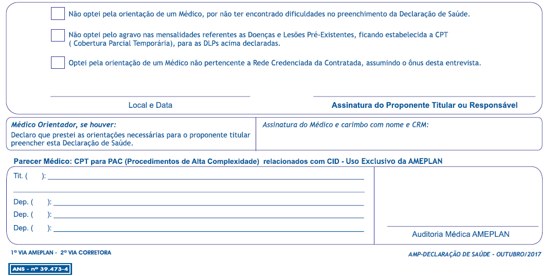 Não optei pela orientação de um Médico, por não ter encontrado dificuldades no preenchimento da Declaração de Saúde.
Não optei pelo agravo nas mensalidades referentes as Doenças e Lesões Pré-Existentes, ficando estabelecida a CPT
( Cobertura Parcial Temporária), para as DLPs acima declaradas.
Optei pela orientação de um Médico não pertencente a Rede Credenciada da Contratada, assumindo o ônus desta entrevista.
Local e Data
Assinatura do Proponente Titular ou Responsável
Médico Orientador, se houver:
Declaro que prestei as orientações necessárias para o proponente titular
preencher esta Declaração de Saúde.
Assinatura do Médico e carimbo com nome e CRM:
Parecer Médico: CPT para PAC (Procedimentos de Alta Complexidade) relacionados com CID - Uso Exclusivo da AMEPLAN
Tit. ( ):
Dep. ( ):
Dep. ( ):
Dep. ( ):
Auditoria Médica AMEPLAN
1ª VIA AMEPLAN - 2ª VIA CORRETORA
AMP-DECLARAÇÃO DE SAÚDE - OUTUBRO/2017
ANS - nº 39.473-4